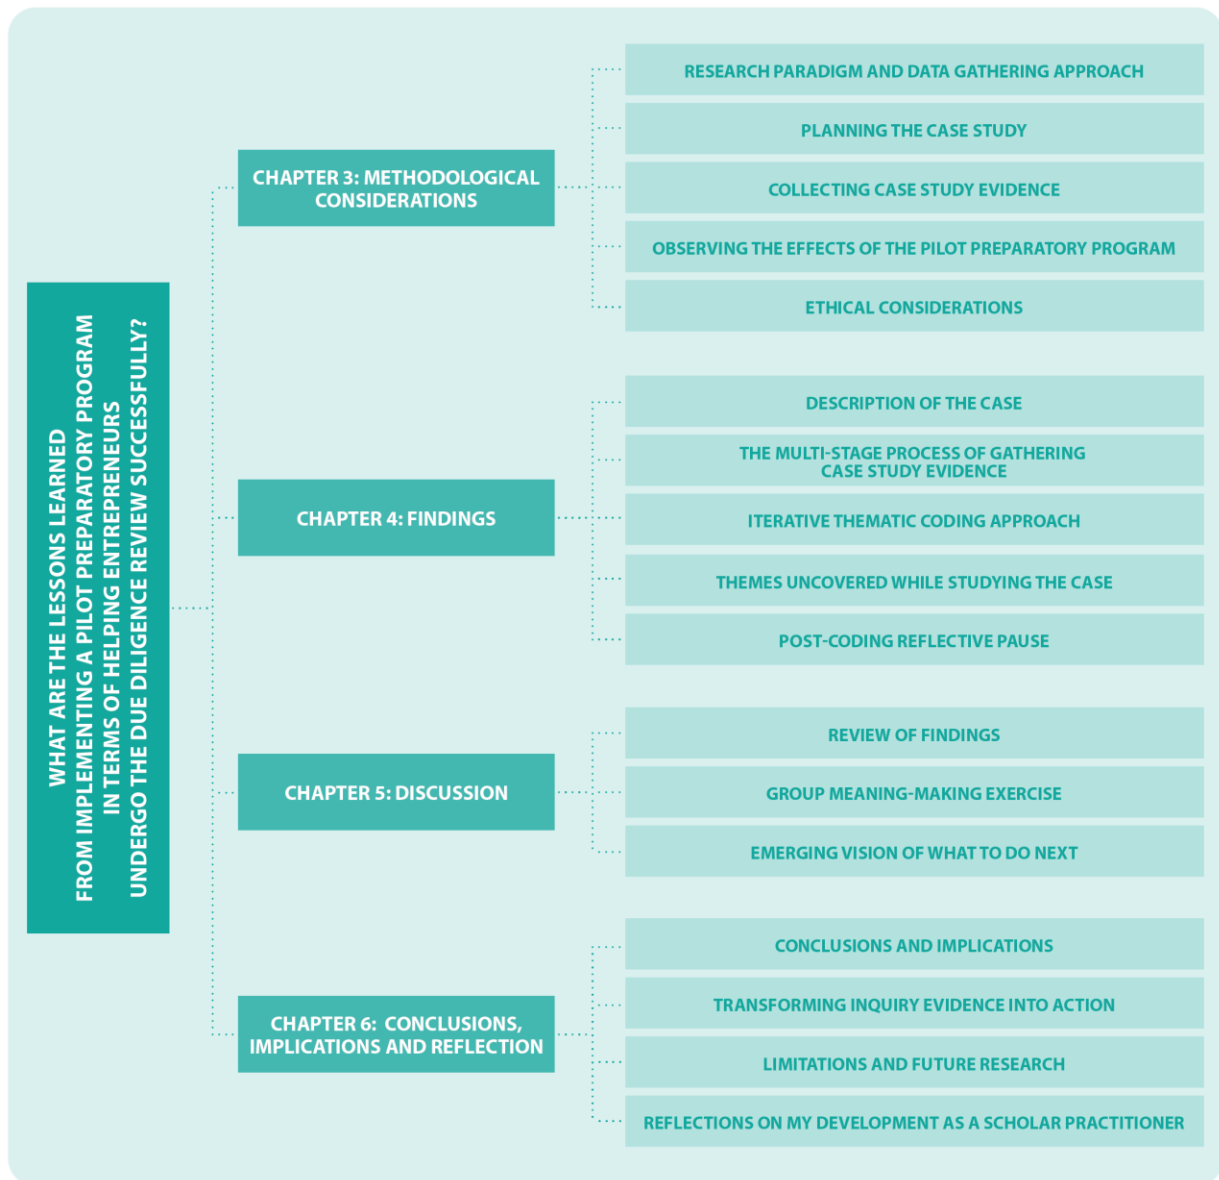 WHAT ARE THE LESSONS LEARNED
FROM IMPLEMENTING A PILOT PREPARATORY PROGRAM
IN TERMS OF HELPING ENTREPRENEURS
UNDERGO THE DUE DILIGENCE REVIEW SUCCESSFULLY?
CHAPTER 3: METHODOLOGICAL
CONSIDERATIONS
RESEARCH PARADIGM AND DATA GATHERING APPROACH
PLANNING THE CASE STUDY
COLLECTING CASE STUDY EVIDENCE
OBSERVING THE EFFECTS OF THE PILOT PREPARATORY PROGRAM
ETHICAL CONSIDERATIONS
CHAPTER 4: FINDINGS
DESCRIPTION OF THE CASE
THE MULTI-STAGE PROCESS OF GATHERING
CASE STUDY EVIDENCE
ITERATIVE THEMATIC CODING APPROACH
THEMES UNCOVERED WHILE STUDYING THE CASE
POST-CODING REFLECTIVE PAUSE
CHAPTER 5: DISCUSSION
REVIEW OF FINDINGS
GROUP MEANING-MAKING EXERCISE
EMERGING VISION OF WHAT TO DO NEXT
CHAPTER 6: CONCLUSIONS,
IMPLICATIONS AND REFLECTION
CONCLUSIONS AND IMPLICATIONS
TRANSFORMING INQUIRY EVIDENCE INTO ACTION
LIMITATIONS AND FUTURE RESEARCH
REFLECTIONS ON MY DEVELOPMENT AS A SCHOLAR PRACTITIONER